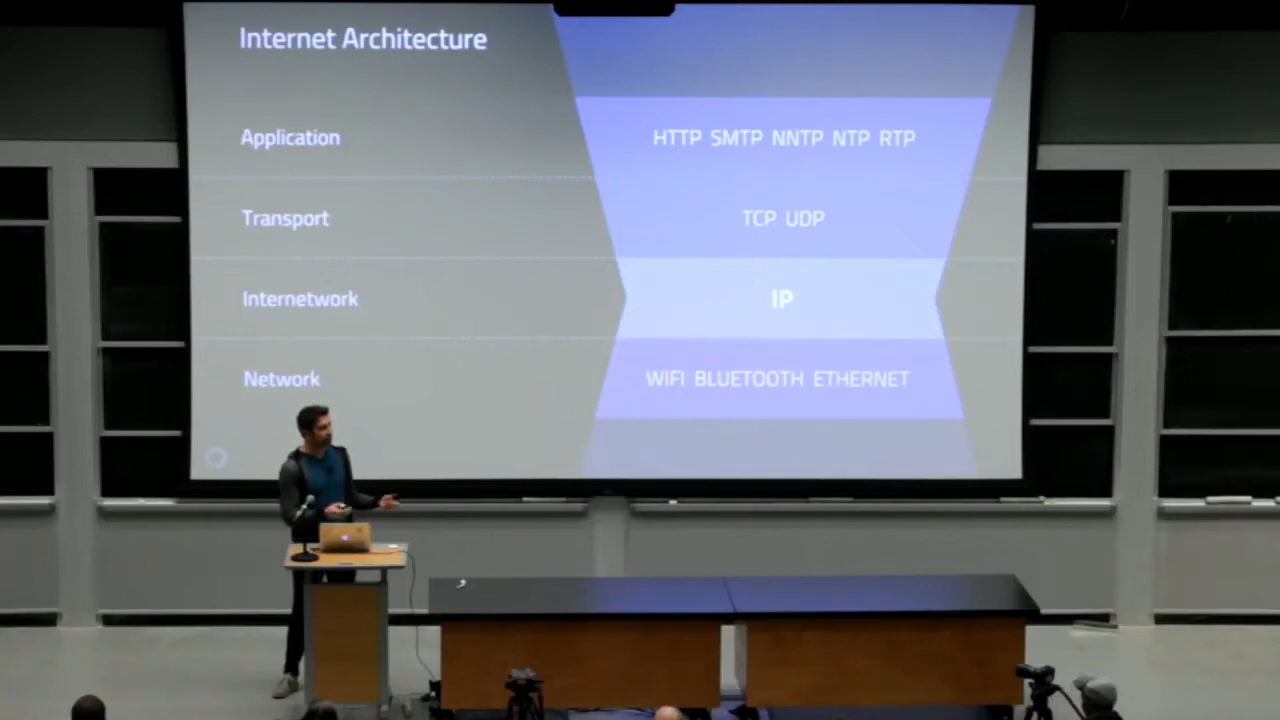 Internet Architecture
Application HTTP SMTP NNTP NTP RTP
Transport TCP UDP
Internetwork IP
Network WIFI BLUETOOTH ETHERNET